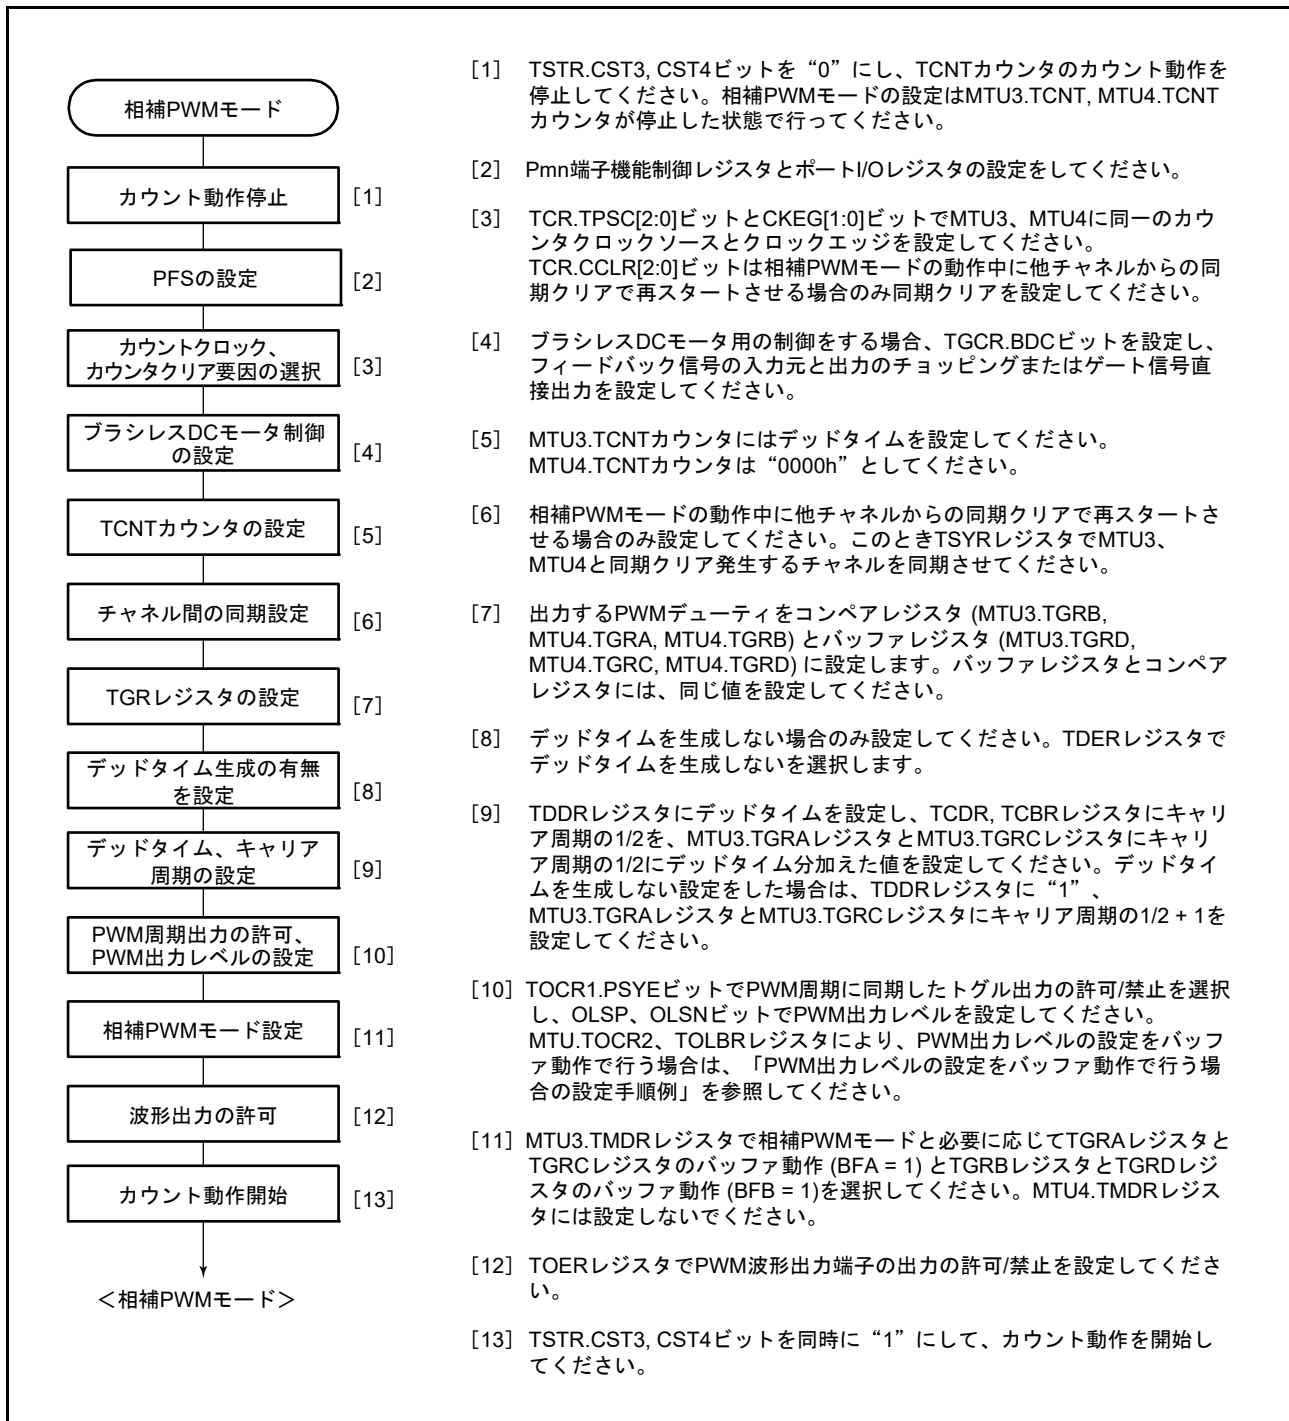 相補PWMモード
カウント動作停止 [1]
PFSの設定 [2]
カウントクロック、
カウンタクリア要因の選択 [3]
ブラシレスDCモータ制御
の設定 [4]
TCNTカウンタの設定 [5]
チャネル間の同期設定 [6]
TGRレジスタの設定 [7]
デッドタイム生成の有無
を設定 [8]
デッドタイム、キャリア
周期の設定 [9]
PWM周期出力の許可、
PWM出力レベルの設定 [10]
相補PWMモード設定 [11]
波形出力の許可 [12]
カウント動作開始 [13]
＜相補PWMモード＞
[1] TSTR.CST3, CST4ビットを“0”にし、TCNTカウンタのカウント動作を
停止してください。相補PWMモードの設定はMTU3.TCNT, MTU4.TCNT
カウンタが停止した状態で行ってください。
[2] Pmn端子機能制御レジスタとポートI/Oレジスタの設定をしてください。
[3] TCR.TPSC[2:0]ビットとCKEG[1:0]ビットでMTU3、MTU4に同一のカウ
ンタクロックソースとクロックエッジを設定してください。
TCR.CCLR[2:0]ビットは相補PWMモードの動作中に他チャネルからの同
期クリアで再スタートさせる場合のみ同期クリアを設定してください。
[4] ブラシレスDCモータ用の制御をする場合、TGCR.BDCビットを設定し、
フィードバック信号の入力元と出力のチョッピングまたはゲート信号直
接出力を設定してください。
[5] MTU3.TCNTカウンタにはデッドタイムを設定してください。
MTU4.TCNTカウンタは“0000h”としてください。
[6] 相補PWMモードの動作中に他チャネルからの同期クリアで再スタートさ
せる場合のみ設定してください。このときTSYRレジスタでMTU3、
MTU4と同期クリア発生するチャネルを同期させてください。
[7] 出力するPWMデューティをコンペアレジスタ (MTU3.TGRB,
MTU4.TGRA, MTU4.TGRB) とバッファレジスタ (MTU3.TGRD,
MTU4.TGRC, MTU4.TGRD) に設定します。バッファレジスタとコンペア
レジスタには、同じ値を設定してください。
[8] デッドタイムを生成しない場合のみ設定してください。TDERレジスタで
デッドタイムを生成しないを選択します。
[9] TDDRレジスタにデッドタイムを設定し、TCDR, TCBRレジスタにキャリ
ア周期の1/2を、MTU3.TGRAレジスタとMTU3.TGRCレジスタにキャリ
ア周期の1/2にデッドタイム分加えた値を設定してください。デッドタイ
ムを生成しない設定をした場合は、TDDRレジスタに“1”、
MTU3.TGRAレジスタとMTU3.TGRCレジスタにキャリア周期の1/2 + 1を
設定してください。
[10] TOCR1.PSYEビットでPWM周期に同期したトグル出力の許可/禁止を選択
し、OLSP、OLSNビットでPWM出力レベルを設定してください。
MTU.TOCR2、TOLBRレジスタにより、PWM出力レベルの設定をバッフ
ァ動作で行う場合は、「PWM出力レベルの設定をバッファ動作で行う場
合の設定手順例」を参照してください。
[11] MTU3.TMDRレジスタで相補PWMモードと必要に応じてTGRAレジスタと
TGRCレジスタのバッファ動作 (BFA = 1) とTGRBレジスタとTGRDレジ
スタのバッファ動作 (BFB = 1)を選択してください。MTU4.TMDRレジス
タには設定しないでください。
[12] TOERレジスタでPWM波形出力端子の出力の許可/禁止を設定してくださ
い。
[13] TSTR.CST3, CST4ビットを同時に“1”にして、カウント動作を開始し
てください。